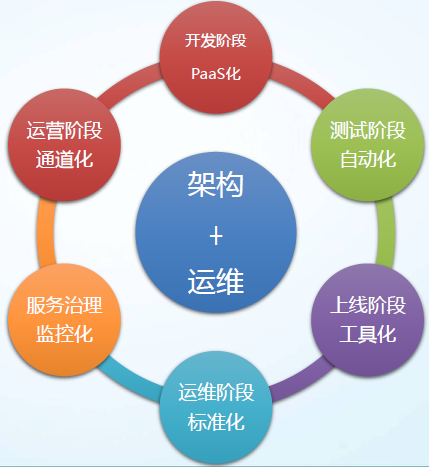 开发阶段
PaaS化
测试阶段
自动化
上线阶段
工具化
运维阶段
标准化
服务治理
监控化
运营阶段
通道化
架构
+
运维